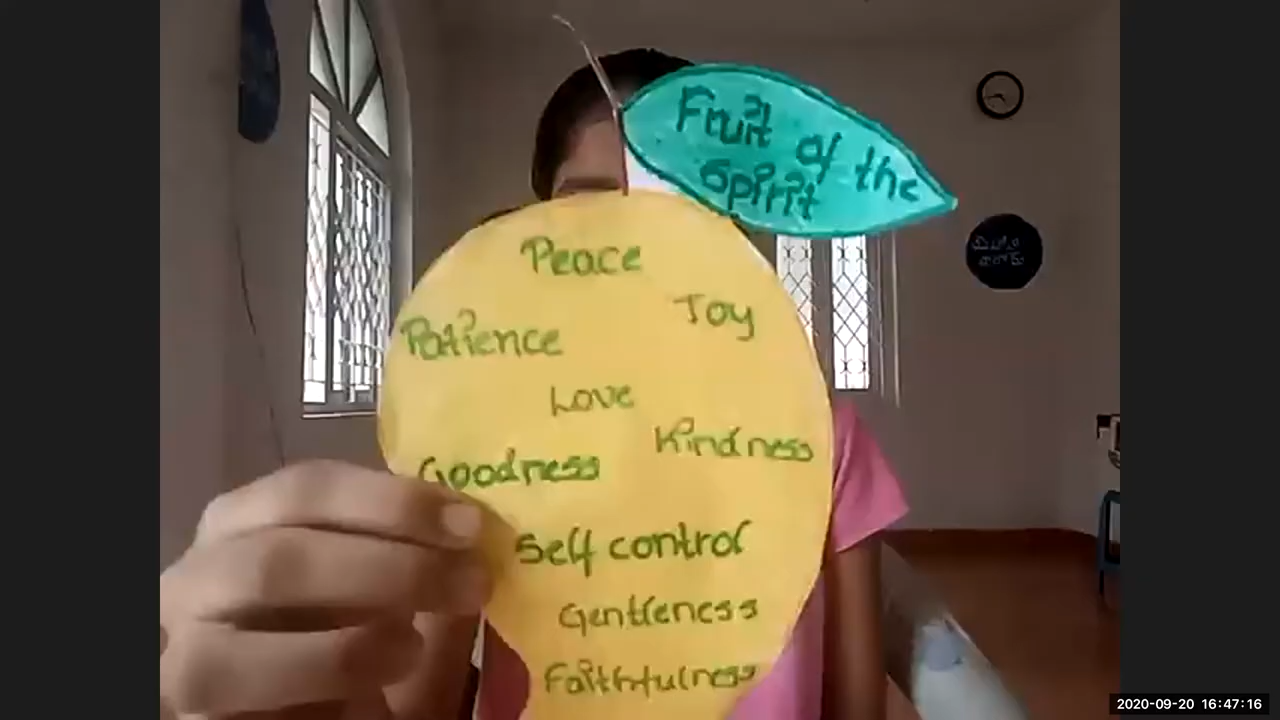 Fruit of the
Spirit
Peace
Joy
Patience
Love
Kindness
Goodness
Self control
Gentleness
Faithfulness
2020-09-20 16:47:16